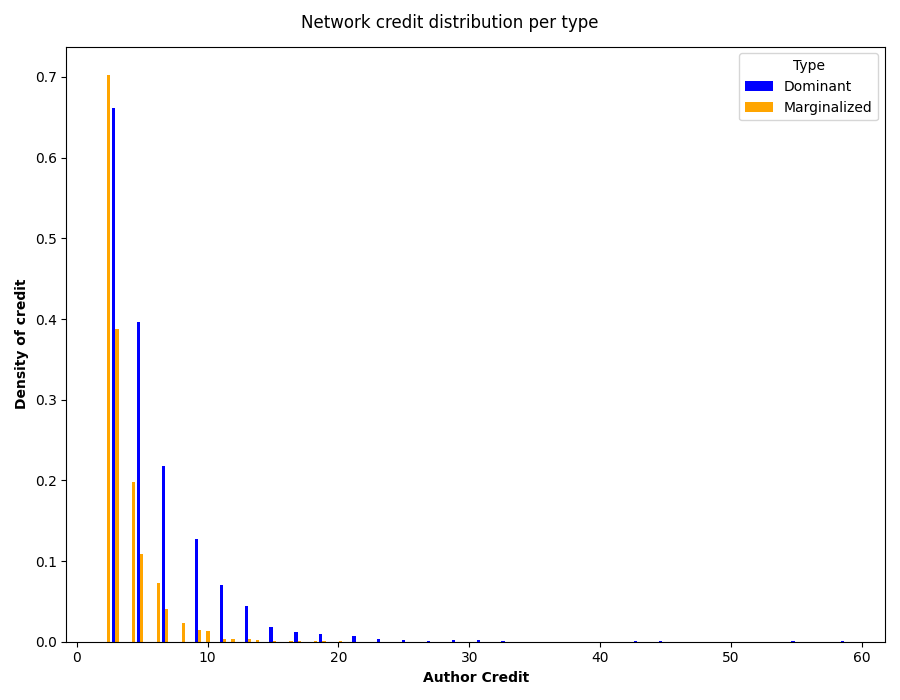 Network credit distribution per type
Type
Dominant
Marginalized
0.7
0.6
0.5
0.4
0.3
0.2
0.1
0.0
Density of credit
0 10 20 30 40 50 60
Author Credit